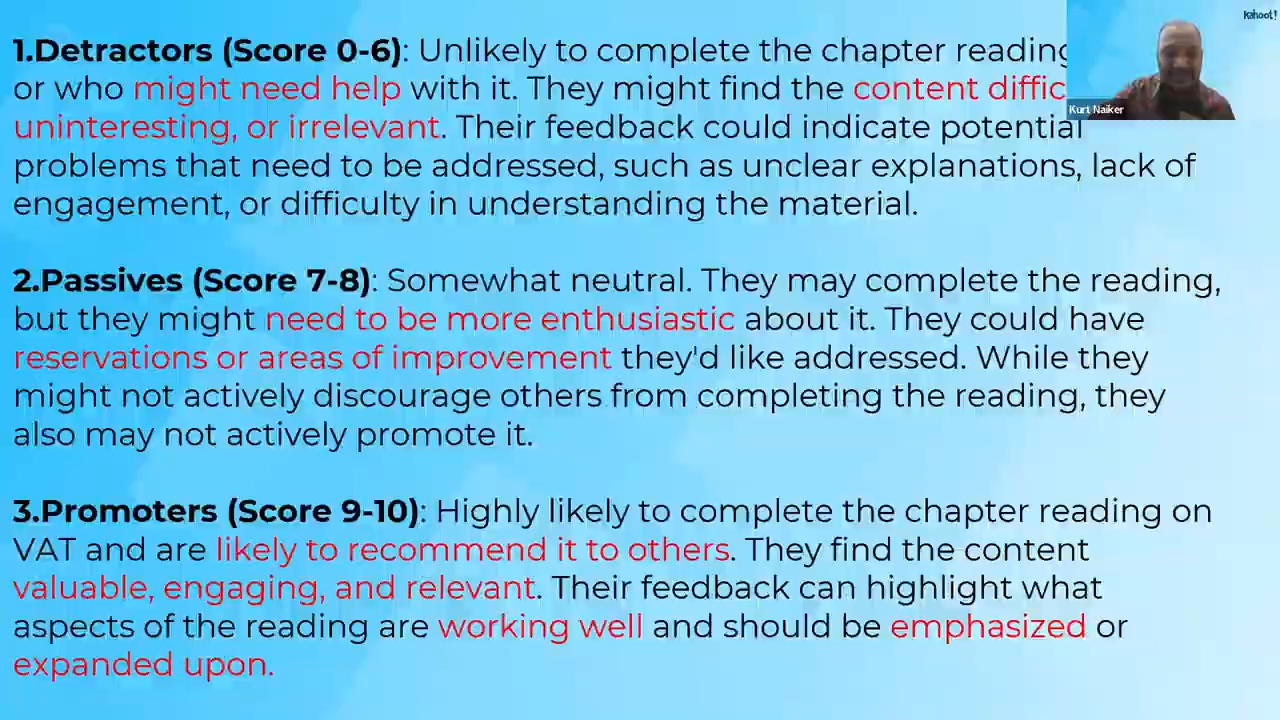 Kahoot!
1.Detractors (Score 0-6): Unlikely to complete the chapter reading
or who might need help with it. They might find the content
uninteresting, or irrelevant. Their feedback could indicate potential
Kurt Naiker
problems that need to be addressed, such as unclear explanations, lack of
engagement, or difficulty in understanding the material.
2.Passives (Score 7-8): Somewhat neutral. They may complete the reading,
but they might need to be more enthusiastic about it. They could have
reservations or areas of improvement they'd like addressed. While they
might not actively discourage others from completing the reading, they
also may not actively promote it.
3.Promoters (Score 9-10): Highly likely to complete the chapter reading on
VAT and are likely to recommend it to others. They find the content
valuable, engaging, and relevant. Their feedback can highlight what
aspects of the reading are working well and should be emphasized or
expanded upon.